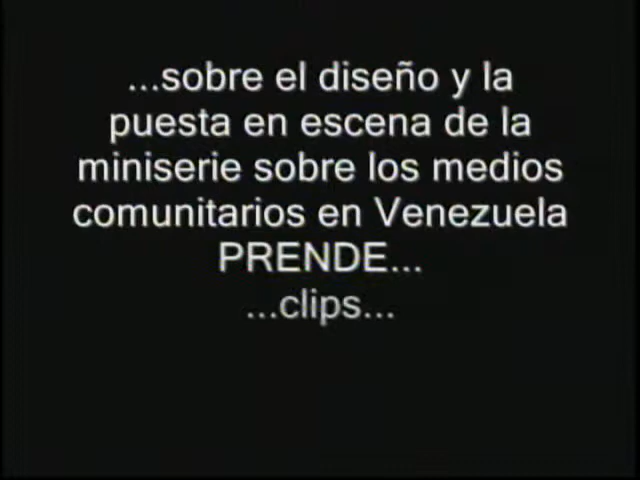 ...sobre el diseño y la
puesta en escena de la
miniserie sobre los medios
comunitarios en Venezuela
PRENDE...
...clips...